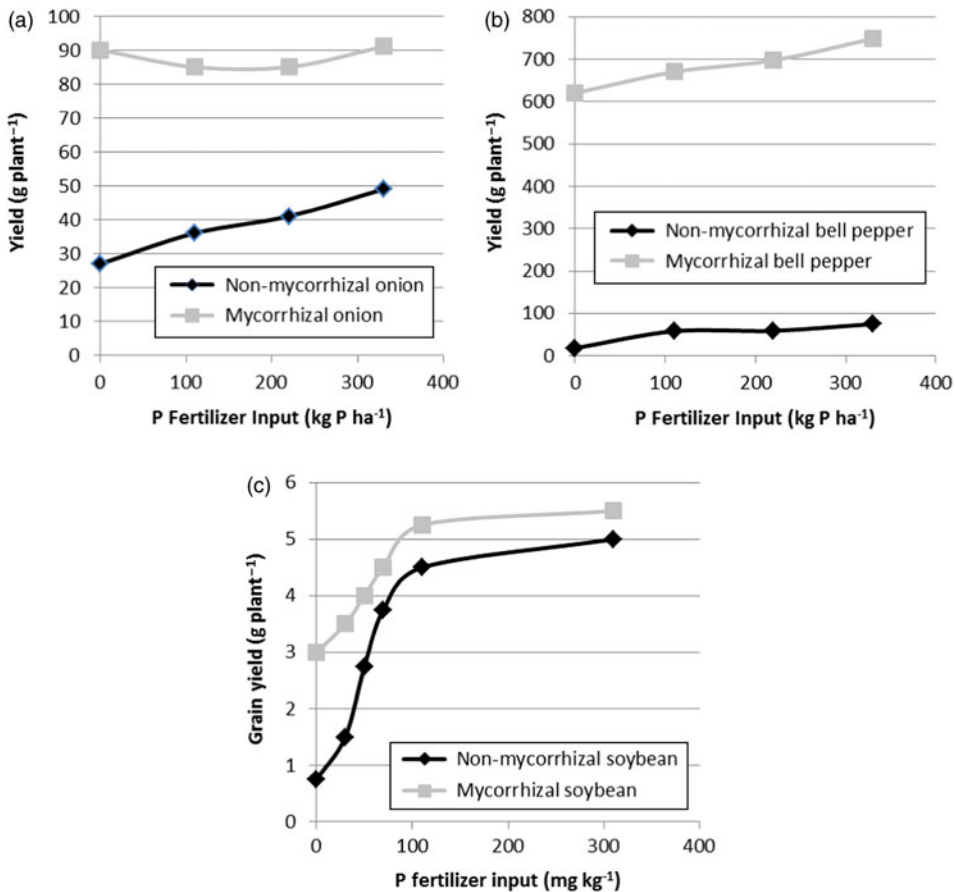 (a)
100
90
80
70
60
50
40
30
20
10
0
Yield (g plant⁻¹)
Non-mycorrhizal onion
Mycorrhizal onion
0 100 200 300 400
P Fertilizer Input (kg P ha⁻¹)
(b)
800
700
600
500
400
300
200
100
0
Yield (g plant⁻¹)
Non-mycorrhizal bell pepper
Mycorrhizal bell pepper
0 100 200 300 400
P Fertilizer Input (kg P ha⁻¹)
(c)
6
5
4
3
2
1
0
Grain yield (g plant⁻¹)
Non-mycorrhizal soybean
Mycorrhizal soybean
0 100 200 300 400
P fertilizer input (mg kg⁻¹)